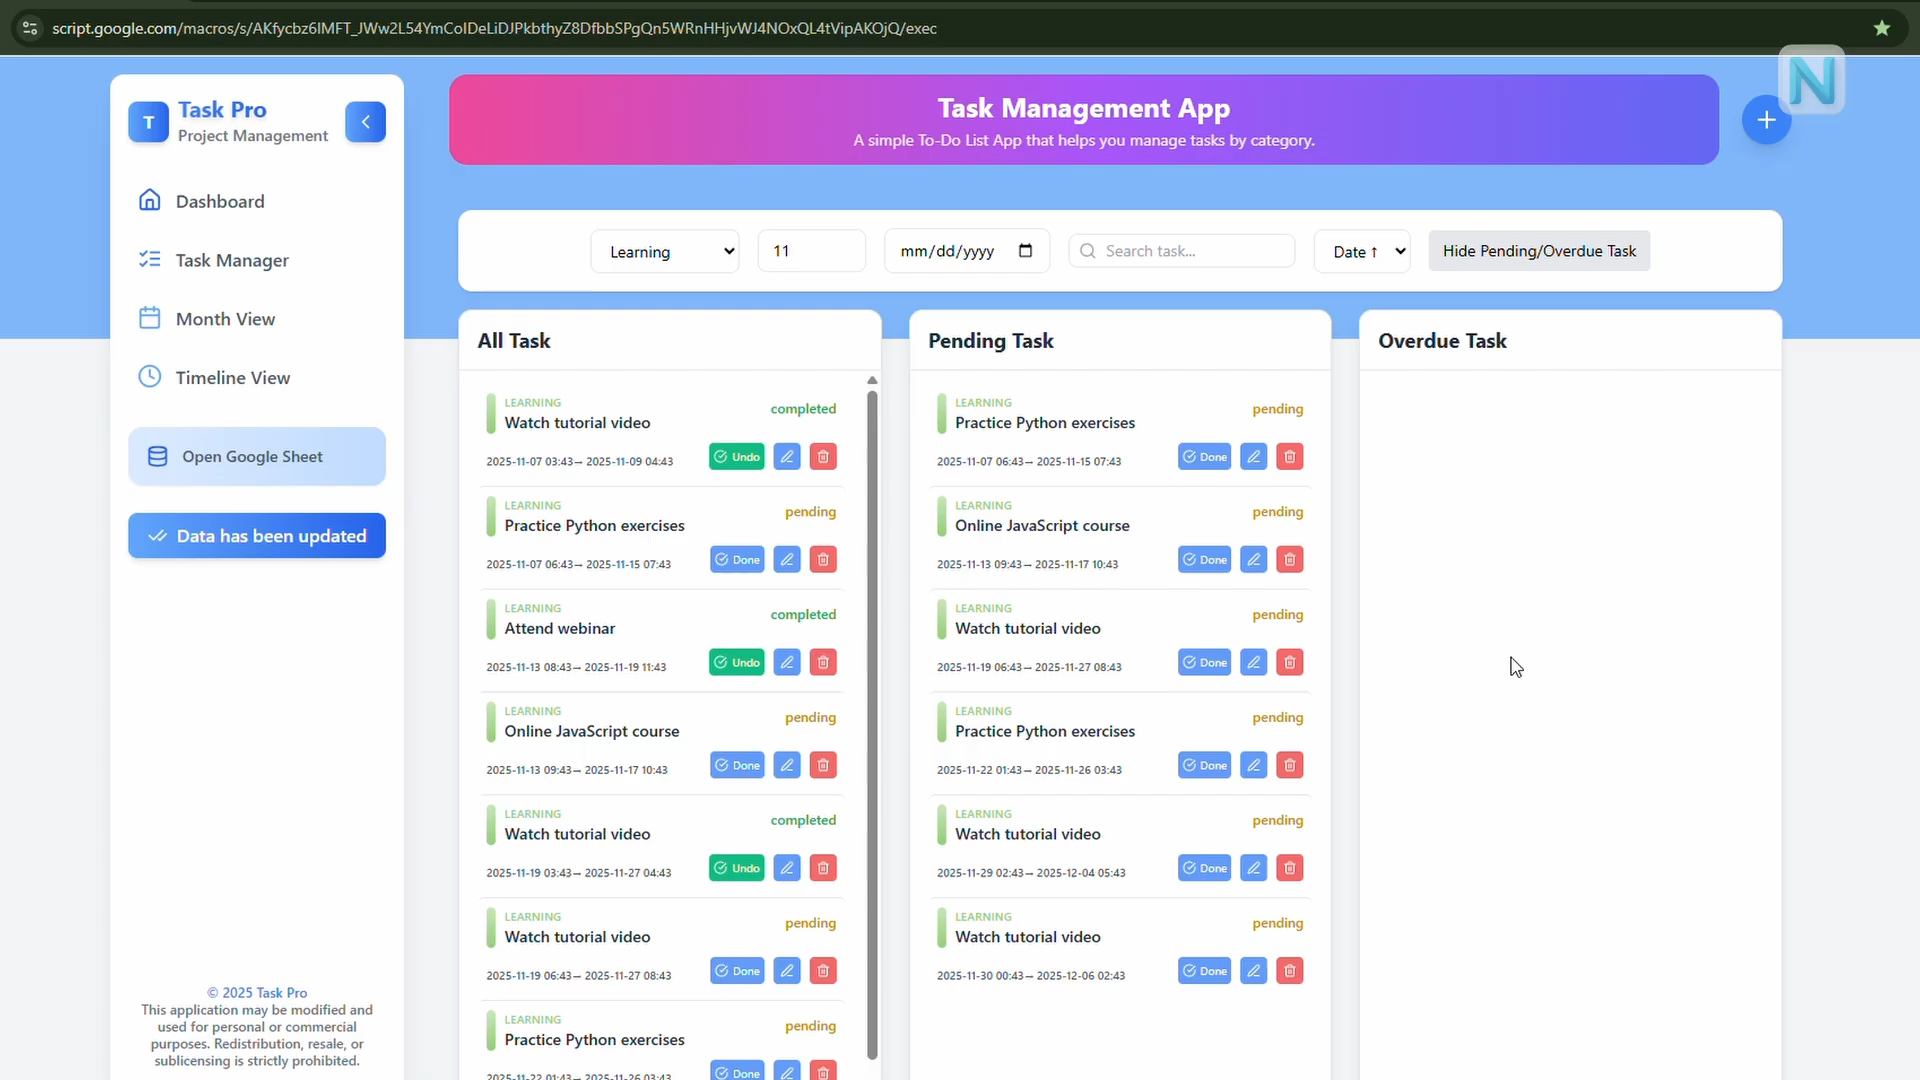 script.google.com/macros/s/AKfycbz6IMFT_JWw2L54YmCoIDeLiDJPkbthyZ8DfbbSPgQn5WRnHHjvWJ4NOxQL4tVipAKOjQ/exec
N
T
Task Pro
Project Management
Dashboard
Task Manager
Month View
Timeline View
Open Google Sheet
Data has been updated
© 2025 Task Pro
This application may be modified and
used for personal or commercial
purposes. Redistribution, resale, or
sublicensing is strictly prohibited.
Task Management App
A simple To-Do List App that helps you manage tasks by category.
Learning
11
mm/dd/yyyy
Search task...
Date ↑
Hide Pending/Overdue Task
All Task
LEARNING
Watch tutorial video
completed
2025-11-07 03:43→ 2025-11-09 04:43
Undo
LEARNING
Practice Python exercises
pending
2025-11-07 06:43→ 2025-11-15 07:43
Done
LEARNING
Attend webinar
completed
2025-11-13 08:43→ 2025-11-19 11:43
Undo
LEARNING
Online JavaScript course
pending
2025-11-13 09:43→ 2025-11-17 10:43
Done
LEARNING
Watch tutorial video
completed
2025-11-19 03:43→ 2025-11-27 04:43
Undo
LEARNING
Watch tutorial video
pending
2025-11-19 06:43→ 2025-11-27 08:43
Done
LEARNING
Practice Python exercises
pending
2025-11-22 01:43→ 2025-11-26 03:43
Done
Pending Task
LEARNING
Practice Python exercises
pending
2025-11-07 06:43→ 2025-11-15 07:43
Done
LEARNING
Online JavaScript course
pending
2025-11-13 09:43→ 2025-11-17 10:43
Done
LEARNING
Watch tutorial video
pending
2025-11-19 06:43→ 2025-11-27 08:43
Done
LEARNING
Practice Python exercises
pending
2025-11-22 01:43→ 2025-11-26 03:43
Done
LEARNING
Watch tutorial video
pending
2025-11-29 02:43→ 2025-12-04 05:43
Done
LEARNING
Watch tutorial video
pending
2025-11-30 00:43→ 2025-12-06 02:43
Done
Overdue Task